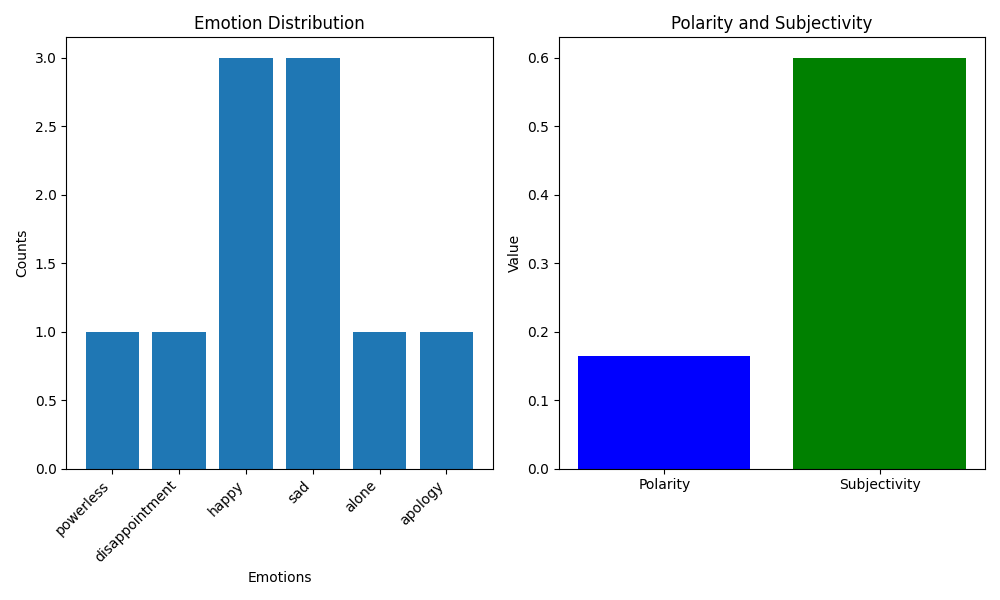 Emotion Distribution
3.0
2.5
2.0
1.5
1.0
0.5
0.0
Counts
powerless
disappointment
happy
sad
alone
apology
Emotions
Polarity and Subjectivity
0.6
0.5
0.4
0.3
0.2
0.1
0.0
Value
Polarity
Subjectivity